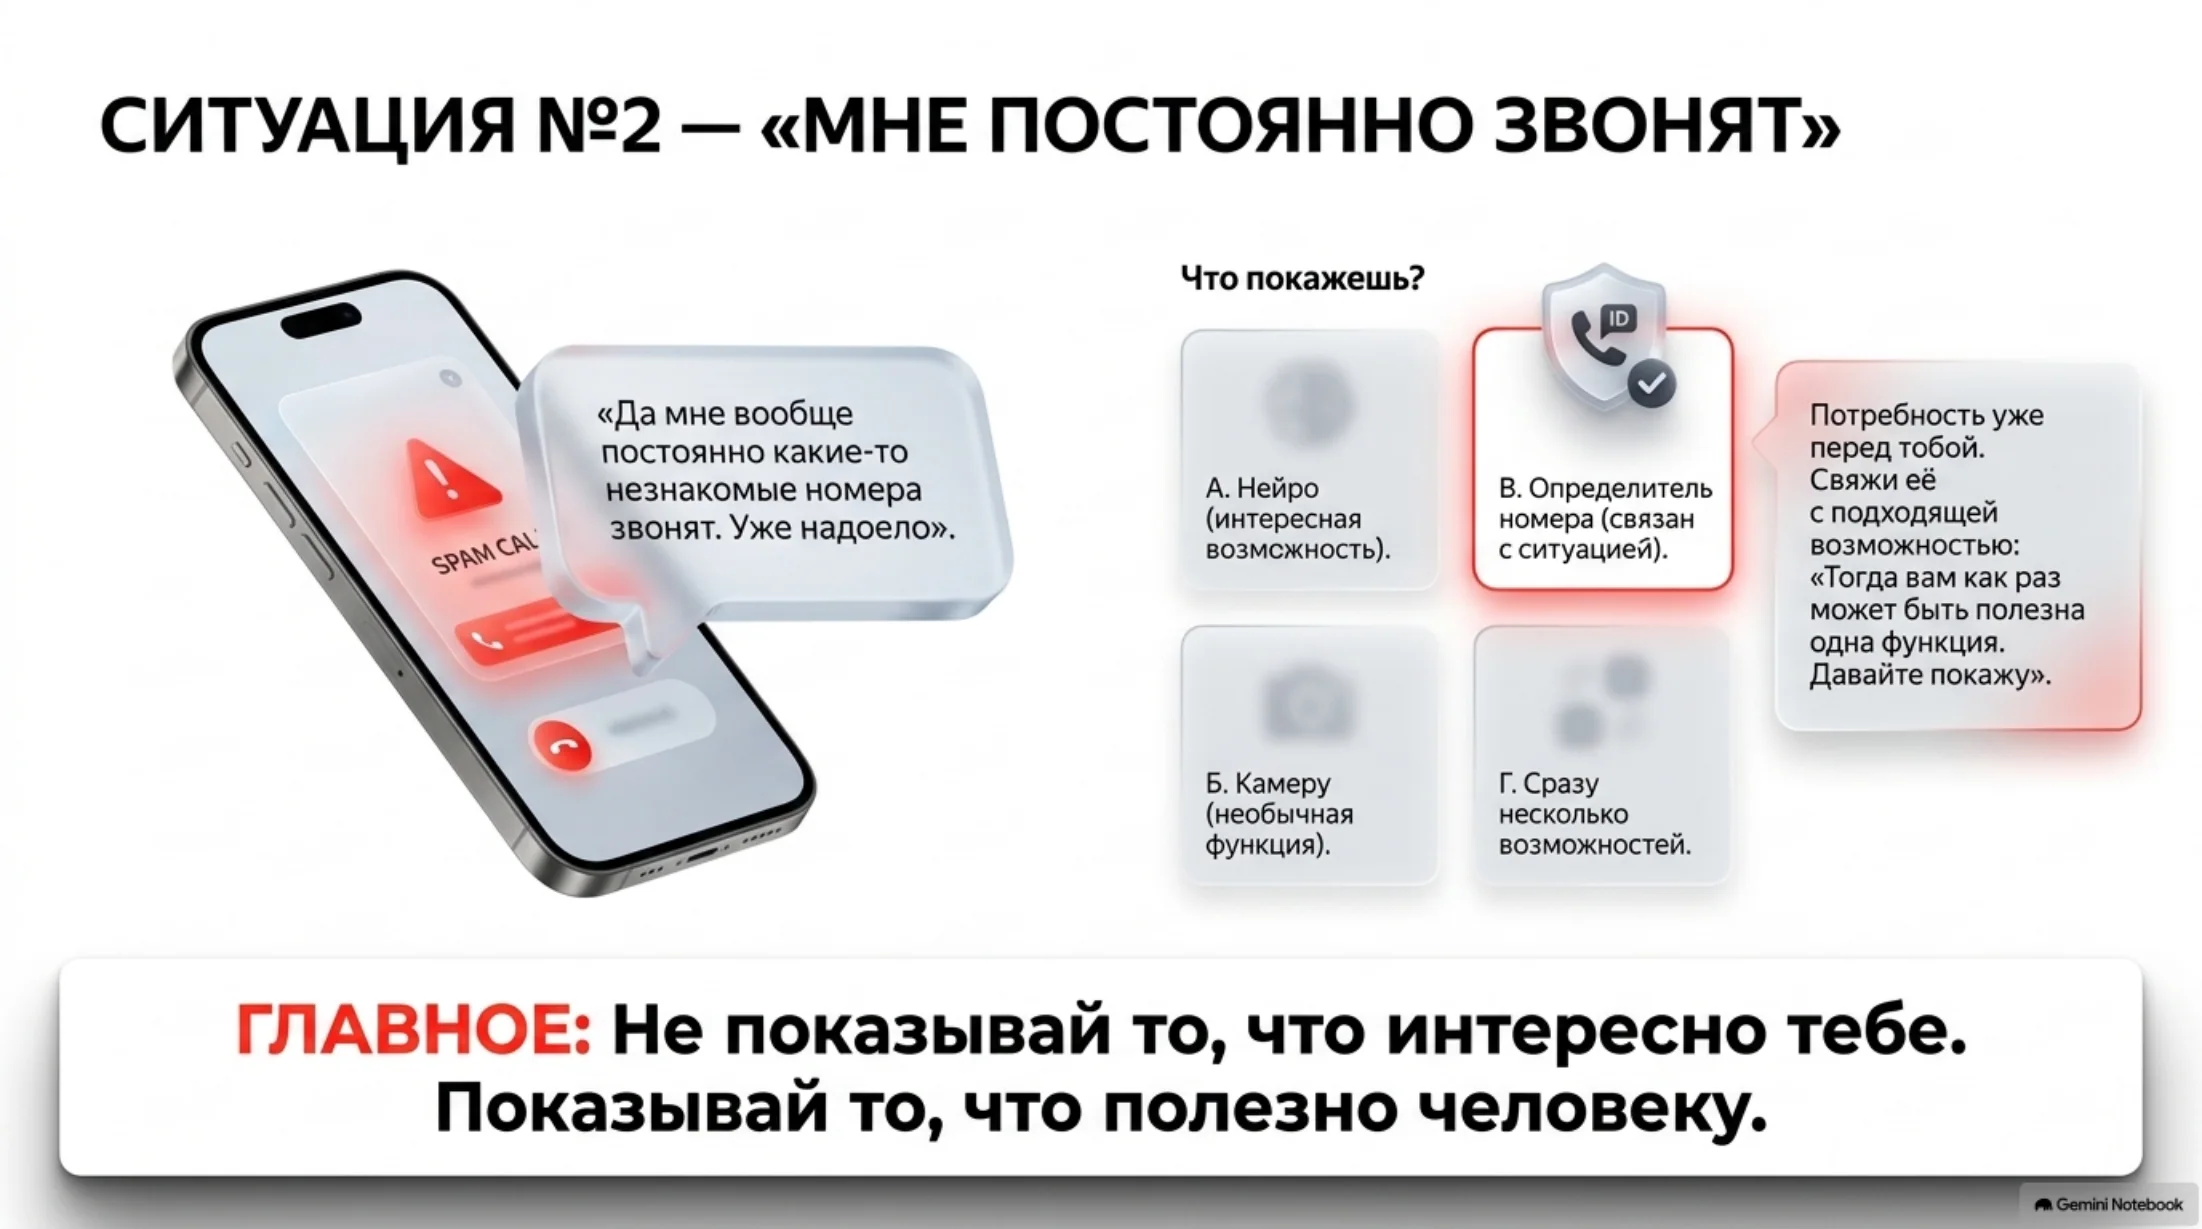 СИТУАЦИЯ №2 — «МНЕ ПОСТОЯННО ЗВОНЯТ»
SPAM CAL
«Да мне вообще
постоянно какие-то
незнакомые номера
звонят. Уже надоело».
Что покажешь?
А. Нейро
(интересная
возможность).
ID
В. Определитель
номера (связан
с ситуацией).
Б. Камеру
(необычная
функция).
Г. Сразу
несколько
возможностей.
Потребность уже
перед тобой.
Свяжи её
с подходящей
возможностью:
«Тогда вам как раз
может быть полезна
одна функция.
Давайте покажу».
ГЛАВНОЕ: Не показывай то, что интересно тебе.
Показывай то, что полезно человеку.
Gemini Notebook